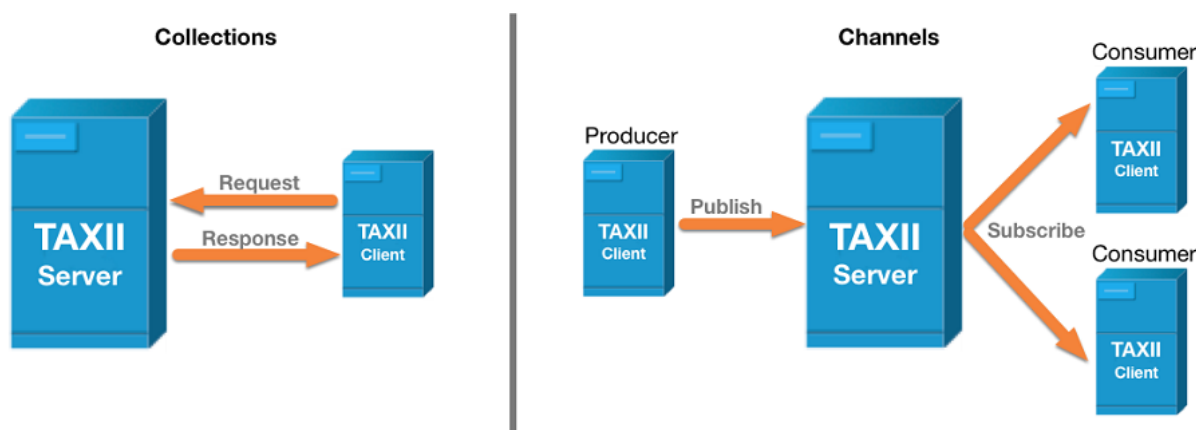 Collections
TAXII
Server
Request
Response
TAXII
Client
Channels
Producer
TAXII
Client
Publish
TAXII
Server
Subscribe
Consumer
TAXII
Client
Consumer
TAXII
Client